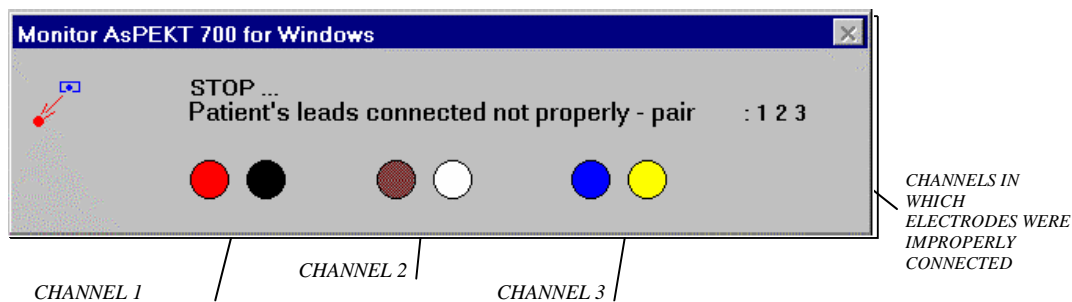 Monitor AsPEKT 700 for Windows
STOP ...
Patient's leads connected not properly - pair : 1 2 3
CHANNELS IN
WHICH
ELECTRODES WERE
IMPROPERLY
CONNECTED
CHANNEL 1
CHANNEL 2
CHANNEL 3